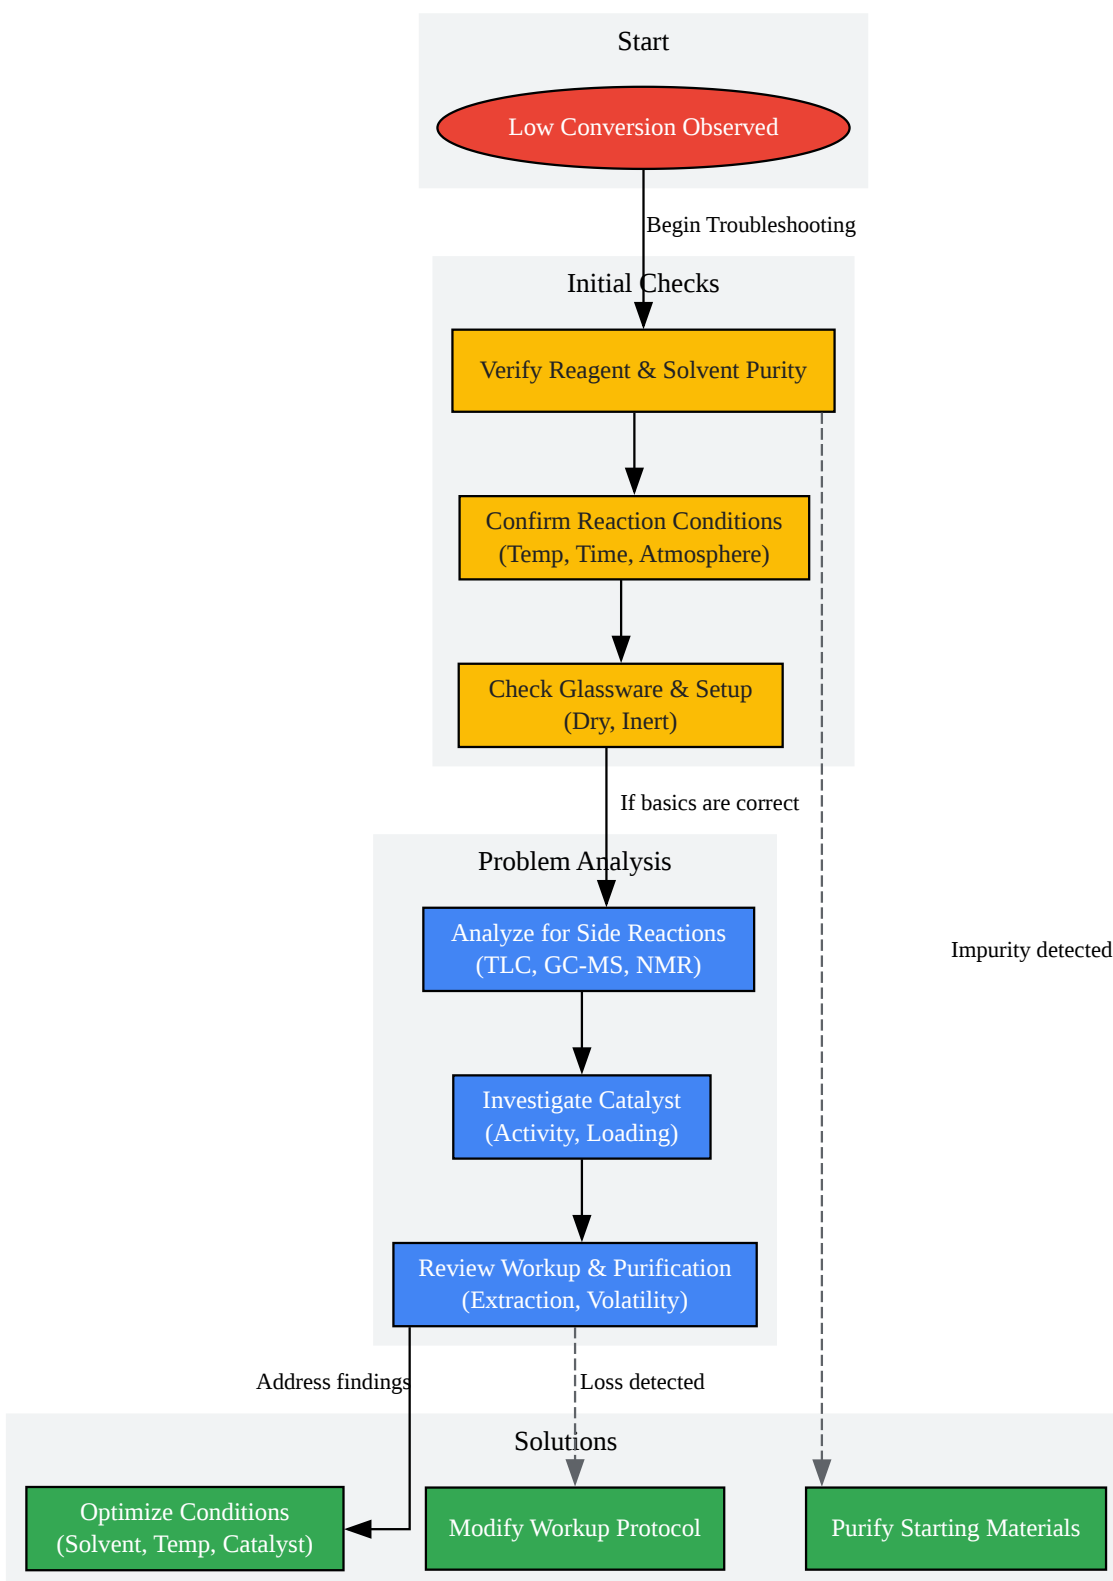 Start
Low Conversion Observed
Begin Troubleshooting
Initial Checks
Verify Reagent & Solvent Purity
Confirm Reaction Conditions
(Temp, Time, Atmosphere)
Check Glassware & Setup
(Dry, Inert)
If basics are correct
Problem Analysis
Analyze for Side Reactions
(TLC, GC-MS, NMR)
Impurity detected
Investigate Catalyst
(Activity, Loading)
Review Workup & Purification
(Extraction, Volatility)
Address findings
Loss detected
Solutions
Optimize Conditions
(Solvent, Temp, Catalyst)
Modify Workup Protocol
Purify Starting Materials